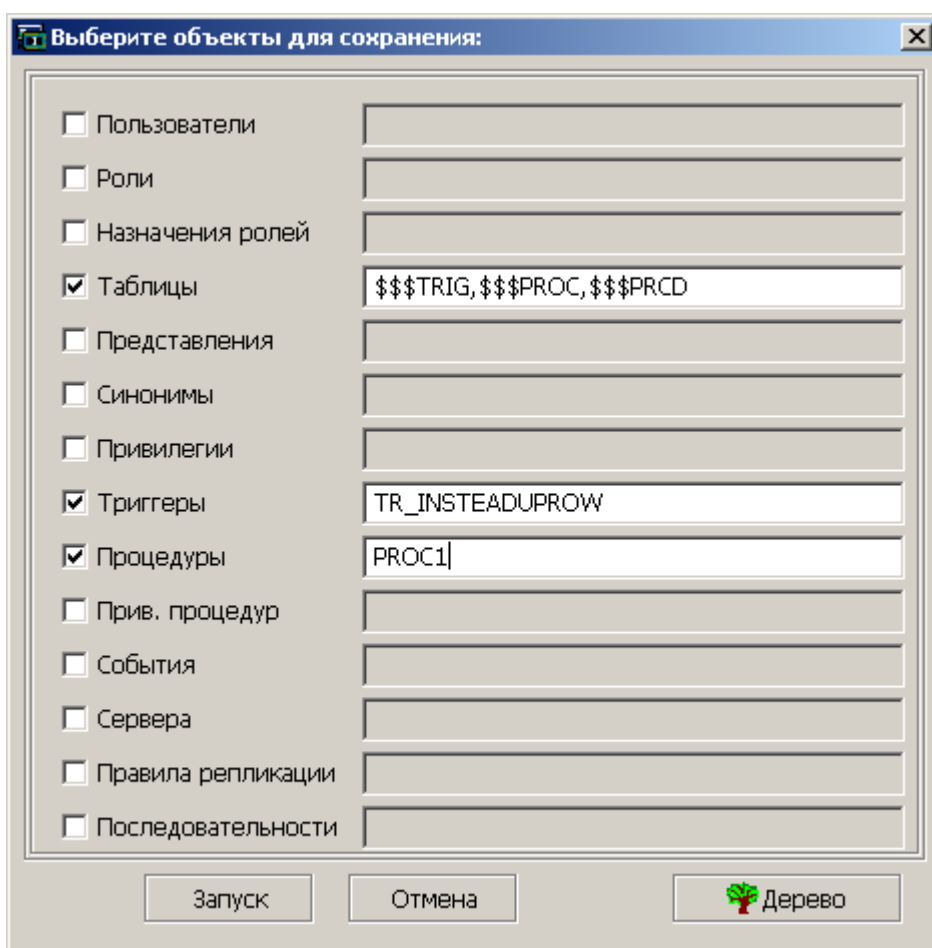 Выберите объекты для сохранения:
Пользователи
Роли
Назначения ролей
Таблицы $$$TRIG,$$$PROC,$$$PRCD
Представления
Синонимы
Привилегии
Триггеры TR_INSTEADUPROW
Процедуры PROC1
Прив. процедур
События
Сервера
Правила репликации
Последовательности
Запуск Отмена Дерево